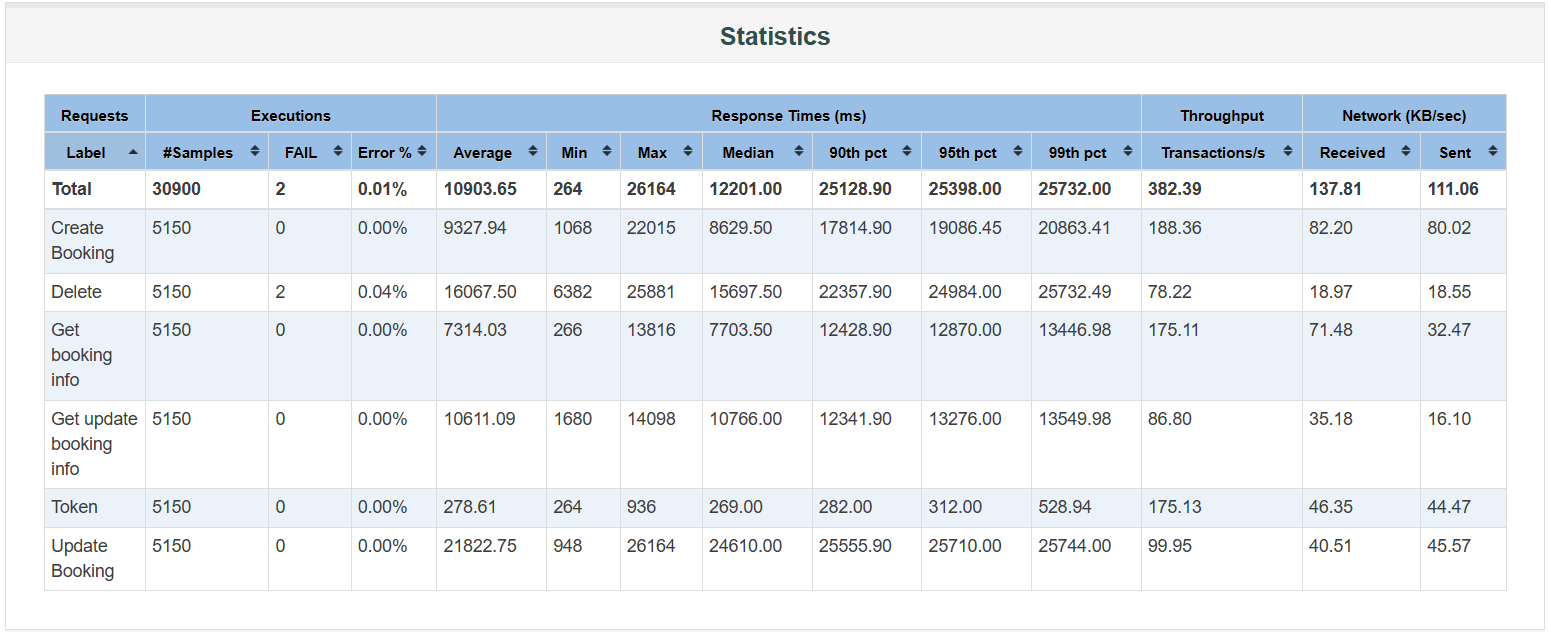 Statistics
Requests Executions Response Times (ms) Throughput Network (KB/sec)
Label #Samples FAIL Error % Average Min Max Median 90th pct 95th pct 99th pct Transactions/s Received Sent
Total 30900 2 0.01% 10903.65 264 26164 12201.00 25128.90 25398.00 25732.00 382.39 137.81 111.06
Create 5150 0 0.00% 9327.94 1068 22015 8629.50 17814.90 19086.45 20863.41 188.36 82.20 80.02
Booking
Delete 5150 2 0.04% 16067.50 6382 25881 15697.50 22357.90 24984.00 25732.49 78.22 18.97 18.55
Get 5150 0 0.00% 7314.03 266 13816 7703.50 12428.90 12870.00 13446.98 175.11 71.48 32.47
booking
info
Get update 5150 0 0.00% 10611.09 1680 14098 10766.00 12341.90 13276.00 13549.98 86.80 35.18 16.10
booking
info
Token 5150 0 0.00% 278.61 264 936 269.00 282.00 312.00 528.94 175.13 46.35 44.47
Update 5150 0 0.00% 21822.75 948 26164 24610.00 25555.90 25710.00 25744.00 99.95 40.51 45.57
Booking